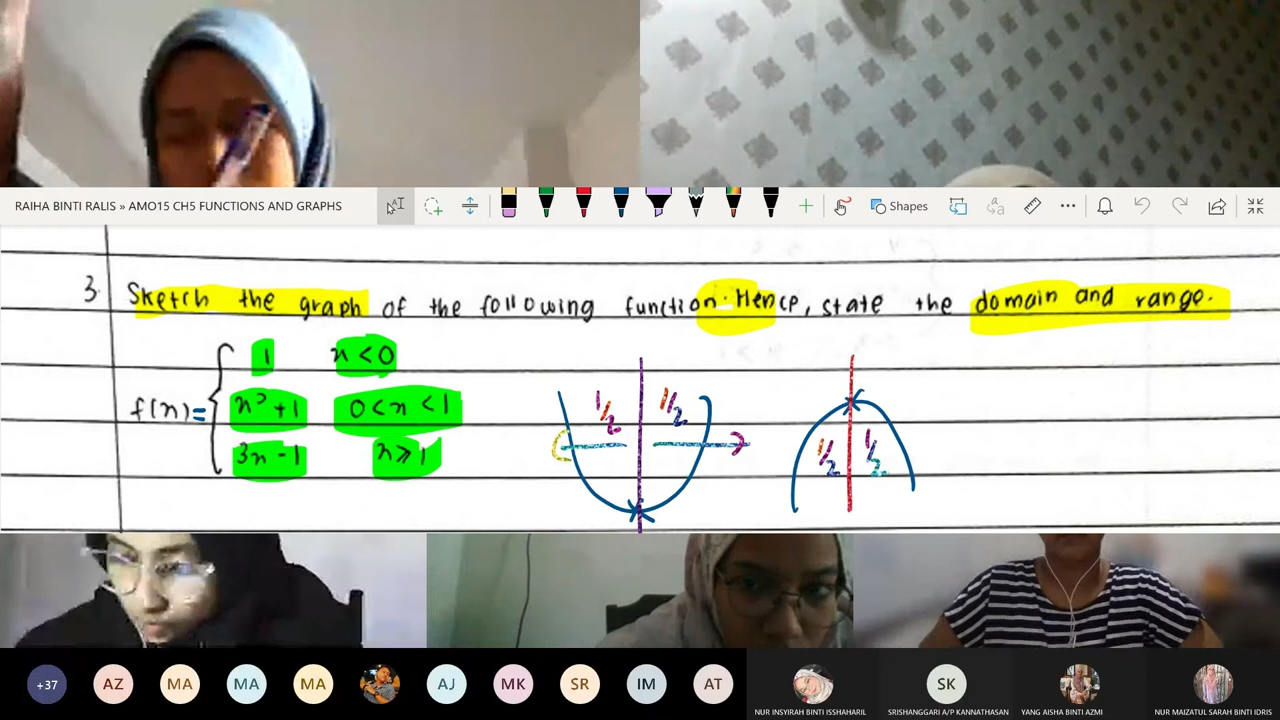 RAIHA BINTI RALIS » AMO15 CH5 FUNCTIONS AND GRAPHS
Shapes
3. Sketch the graph of the following function. Hence, state the domain and range.
1 x < 0
f(x) = x² + 1 0 < x < 1
3x - 1 x ≥ 1
1/2 1/2
1/2 1/2
+37 AZ MA MA MA AJ MK SR IM AT SK
NUR INSYIRAH BINTI ISSHAHARIL SRISHANGGARI A/P KANNATHASAN YANG AISHA BINTI AZMI NUR MAIZATUL SARAH BINTI IDRIS